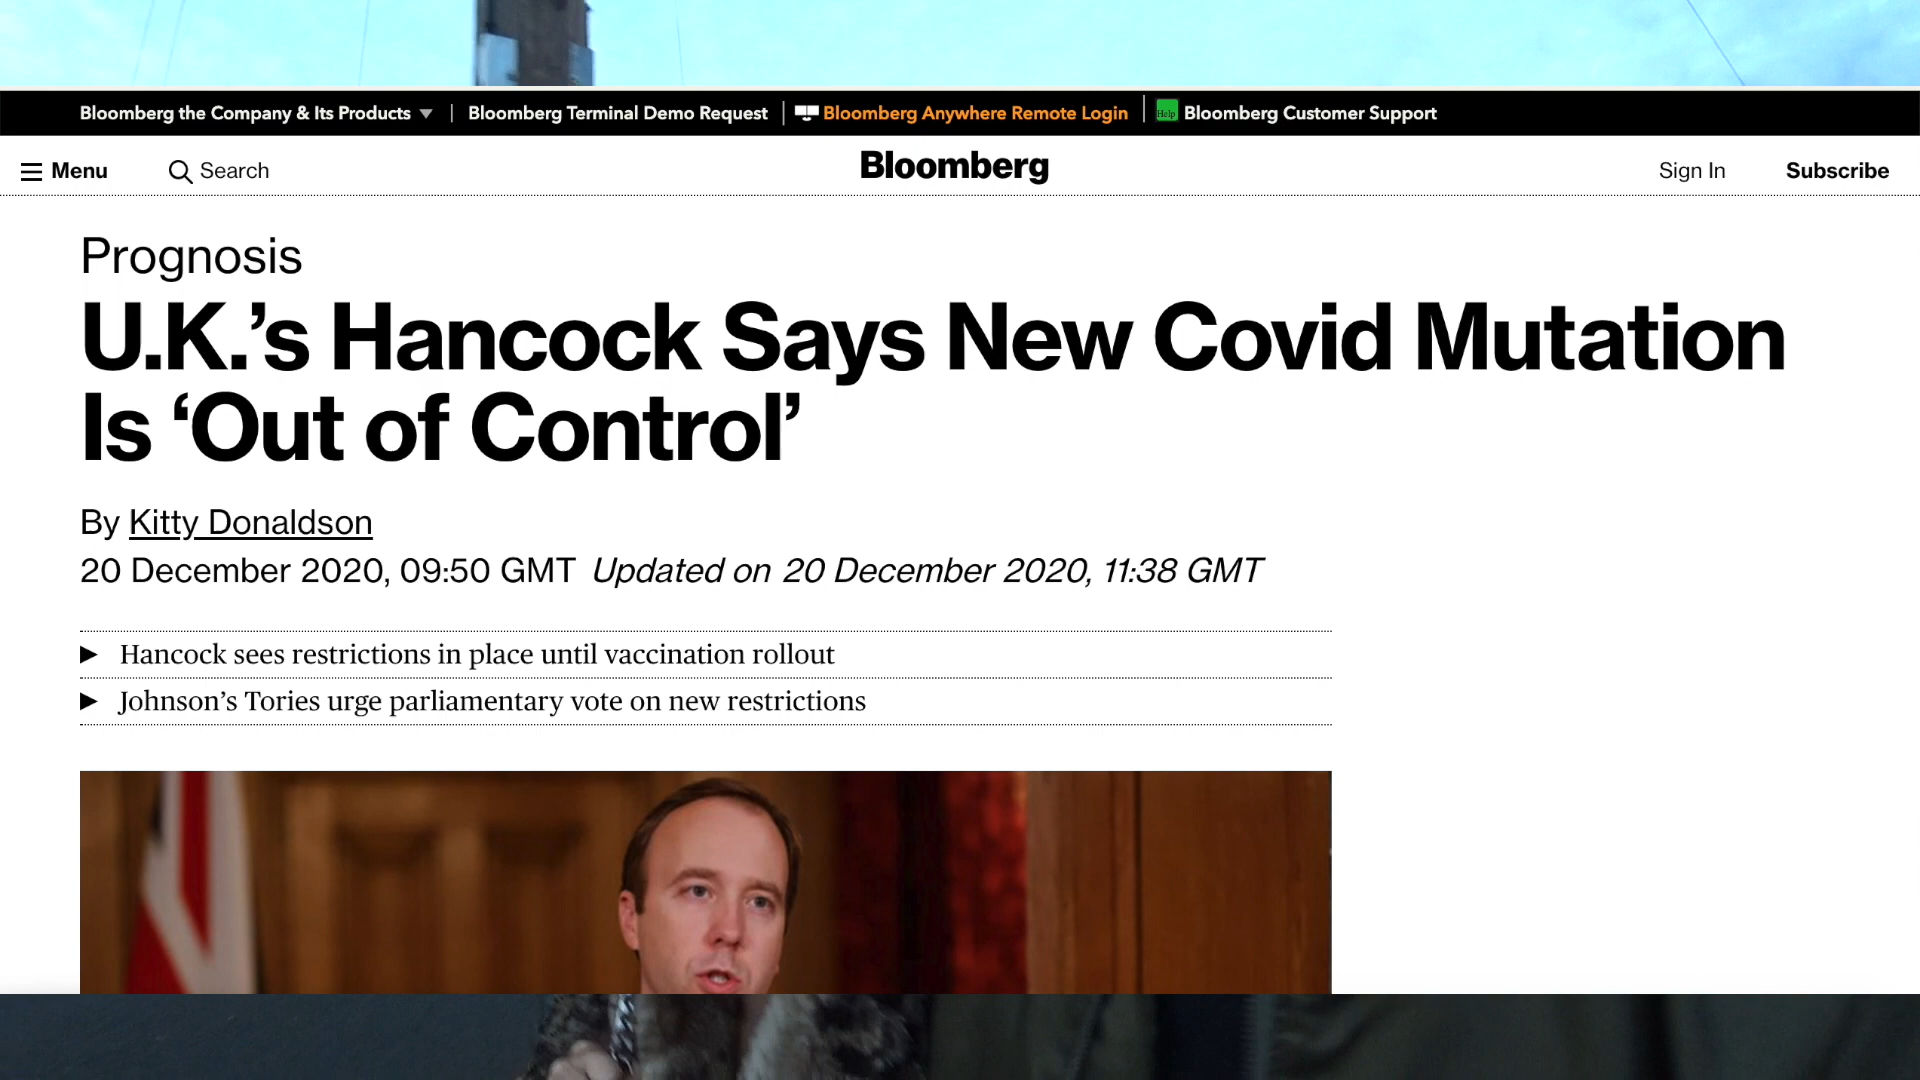 Bloomberg the Company & Its Products ▼ | Bloomberg Terminal Demo Request | Bloomberg Anywhere Remote Login | Help Bloomberg Customer Support
Menu Search Bloomberg Sign In Subscribe
Prognosis
U.K.’s Hancock Says New Covid Mutation
Is ‘Out of Control’
By Kitty Donaldson
20 December 2020, 09:50 GMT Updated on 20 December 2020, 11:38 GMT
► Hancock sees restrictions in place until vaccination rollout
► Johnson’s Tories urge parliamentary vote on new restrictions